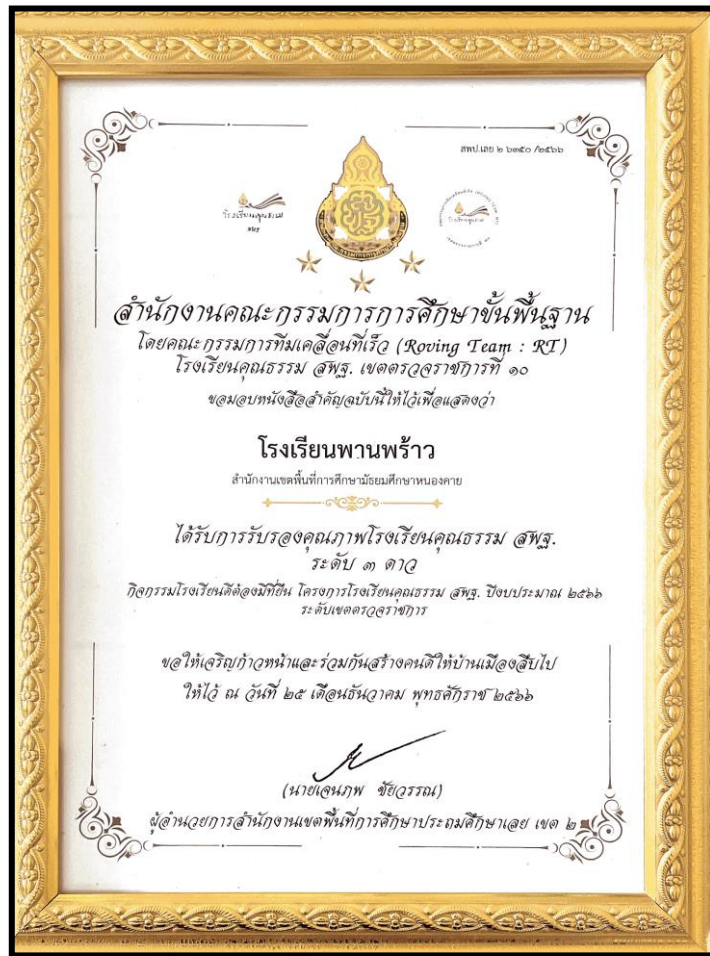 สพป.เลย ๒ ๖๓๕๐ /๒๕๖๖
โรงเรียนคุณธรรม
สพฐ
สำนักงานคณะกรรมการการศึกษาขั้นพื้นฐาน
โดยคณะกรรมการทีมเคลื่อนที่เร็ว (Roving Team : RT)
โรงเรียนคุณธรรม สพฐ. เขตตรวจราชการที่ ๑๐
ขอมอบหนังสือสำคัญฉบับนี้ให้ไว้เพื่อแสดงว่า
โรงเรียนพานพร้าว
สำนักงานเขตพื้นที่การศึกษามัธยมศึกษาหนองคาย
ได้รับการรับรองคุณภาพโรงเรียนคุณธรรม สพฐ.
ระดับ ๓ ดาว
กิจกรรมโรงเรียนดีต้องมีที่ยืน โครงการโรงเรียนคุณธรรม สพฐ. ปีงบประมาณ ๒๕๖๖
ระดับเขตตรวจราชการ
ขอให้เจริญก้าวหน้าและร่วมกันสร้างคนดีให้บ้านเมืองสืบไป
ให้ไว้ ณ วันที่ ๒๕ เดือนธันวาคม พุทธศักราช ๒๕๖๖
(นายเจนภพ ชัยวรรณ)
ผู้อำนวยการสำนักงานเขตพื้นที่การศึกษาประถมศึกษาเลย เขต ๒